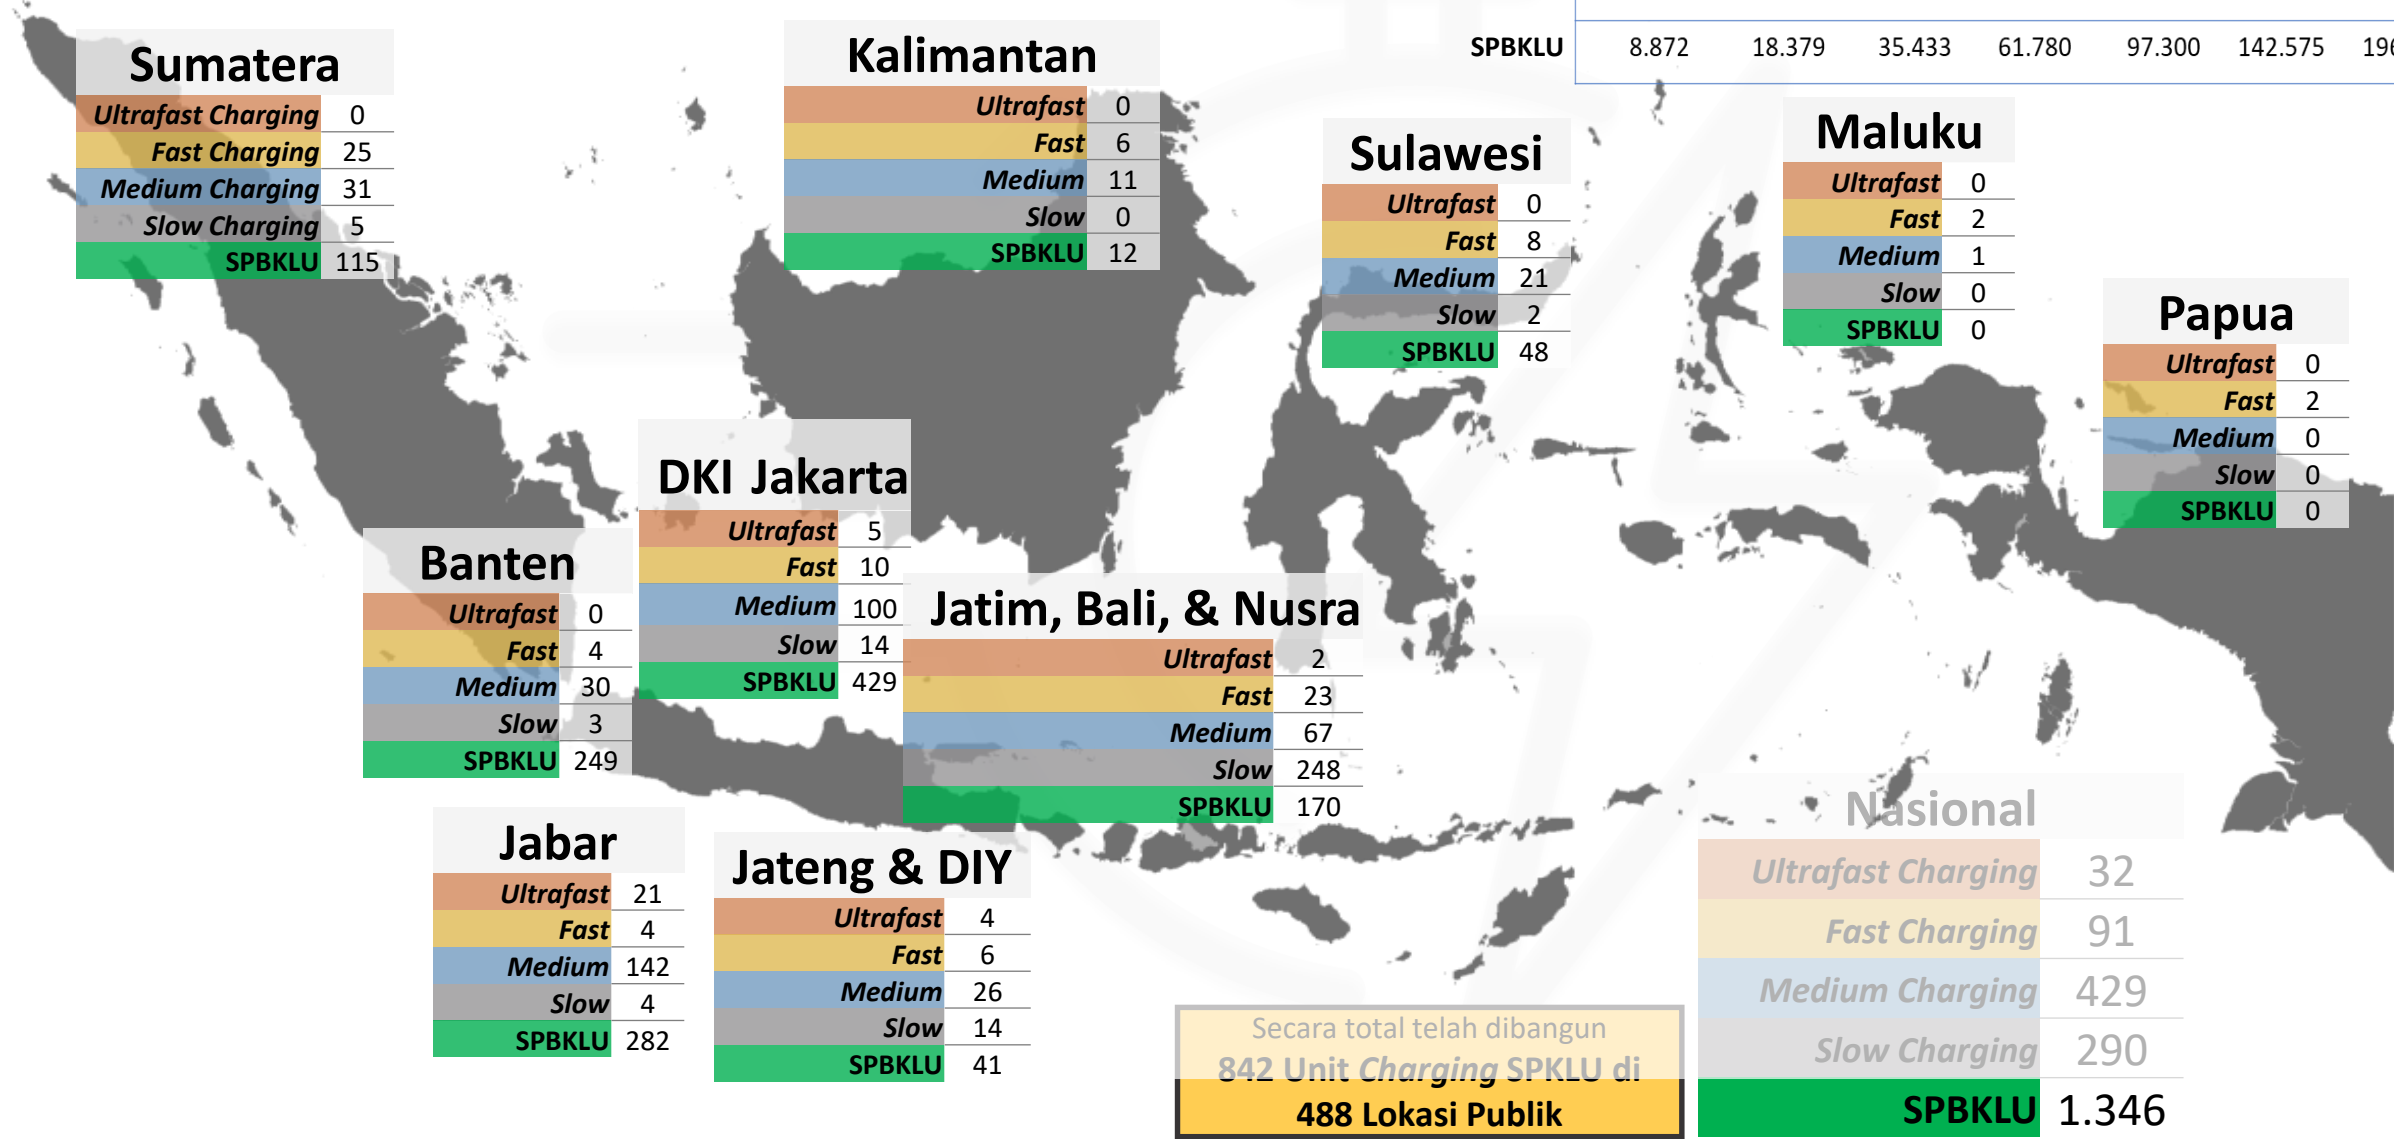 SPBKLU 8.872 18.379 35.433 61.780 97.300 142.575 196
Sumatera
Ultrafast Charging 0
Fast Charging 25
Medium Charging 31
Slow Charging 5
SPBKLU 115
Kalimantan
Ultrafast 0
Fast 6
Medium 11
Slow 0
SPBKLU 12
Sulawesi
Ultrafast 0
Fast 8
Medium 21
Slow 2
SPBKLU 48
Maluku
Ultrafast 0
Fast 2
Medium 1
Slow 0
SPBKLU 0
Papua
Ultrafast 0
Fast 2
Medium 0
Slow 0
SPBKLU 0
DKI Jakarta
Ultrafast 5
Fast 10
Medium 100
Slow 14
SPBKLU 429
Banten
Ultrafast 0
Fast 4
Medium 30
Slow 3
SPBKLU 249
Jatim, Bali, & Nusra
Ultrafast 2
Fast 23
Medium 67
Slow 248
SPBKLU 170
Jabar
Ultrafast 21
Fast 4
Medium 142
Slow 4
SPBKLU 282
Jateng & DIY
Ultrafast 4
Fast 6
Medium 26
Slow 14
SPBKLU 41
Nasional
Ultrafast Charging 32
Fast Charging 91
Medium Charging 429
Slow Charging 290
SPBKLU 1.346
Secara total telah dibangun
842 Unit Charging SPKLU di
488 Lokasi Publik